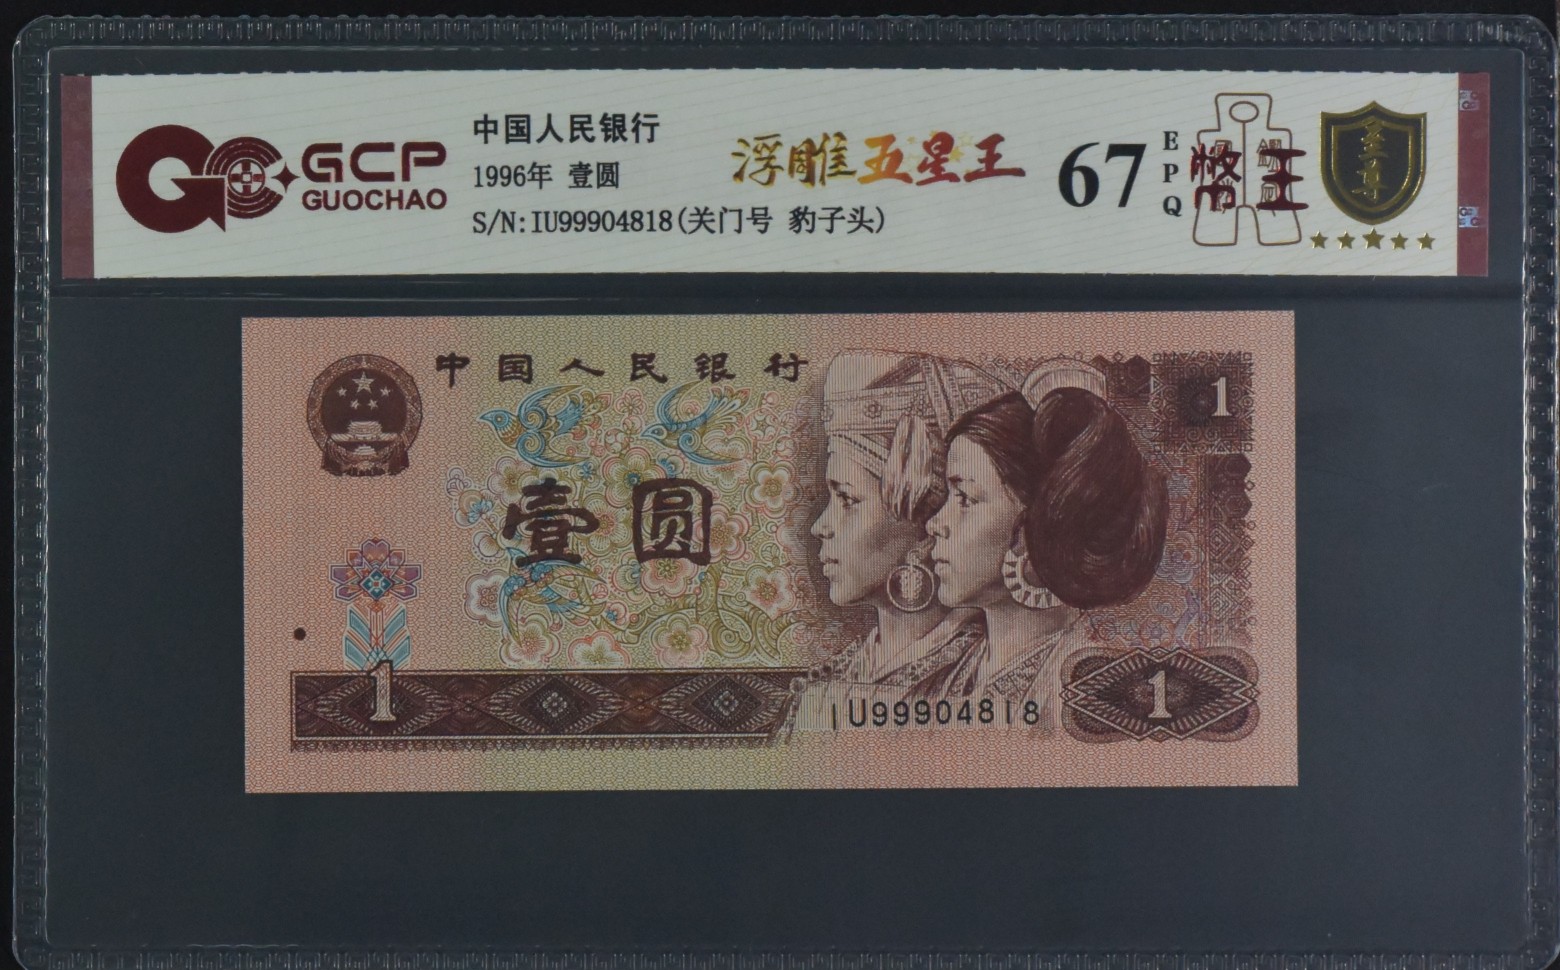 GCP
GUOCHAO
中国人民银行
1996年 壹圆
S/N:IU99904818(关门号 豹子头)
浮雕五星王
67
EPQ
币王
至尊
中国人民银行
1
壹圆
1
IU99904818
1